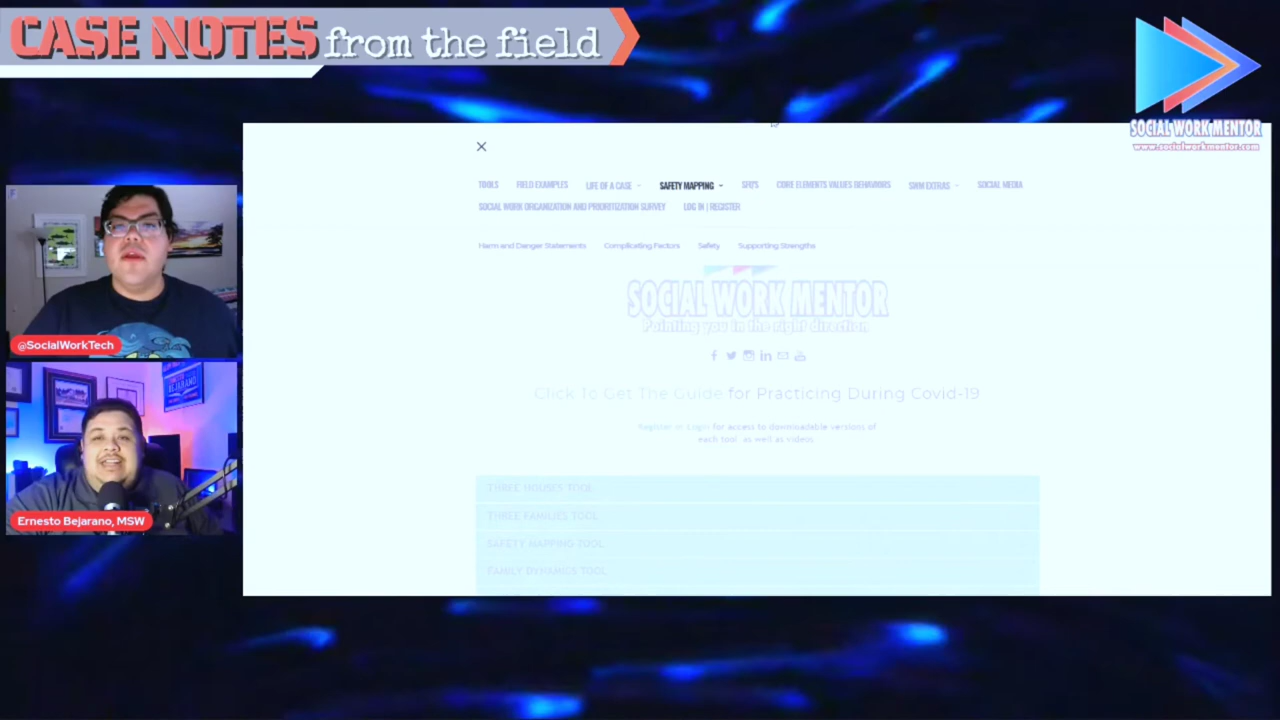 CASE NOTES from the field
SOCIAL WORK MENTOR
www.socialworkmentor.com
TOOLS FIELD EXAMPLES LIFE OF A CASE SAFETY MAPPING SFQ'S CORE ELEMENTS VALUES BEHAVIORS SWM EXTRAS SOCIAL MEDIA
SOCIAL WORK ORGANIZATION AND PRIORITIZATION SURVEY LOG IN | REGISTER
Harm and Danger Statements Complicating Factors Safety Supporting Strengths
SOCIAL WORK MENTOR
Pointing you in the right direction
Click To Get The Guide for Practicing During Covid-19
Register or Login for access to downloadable versions of
each tool, as well as videos.
THREE HOUSES TOOL
THREE FAMILIES TOOL
SAFETY MAPPING TOOL
FAMILY DYNAMICS TOOL
@SocialWorkTech
BEJARANO
Ernesto Bejarano, MSW